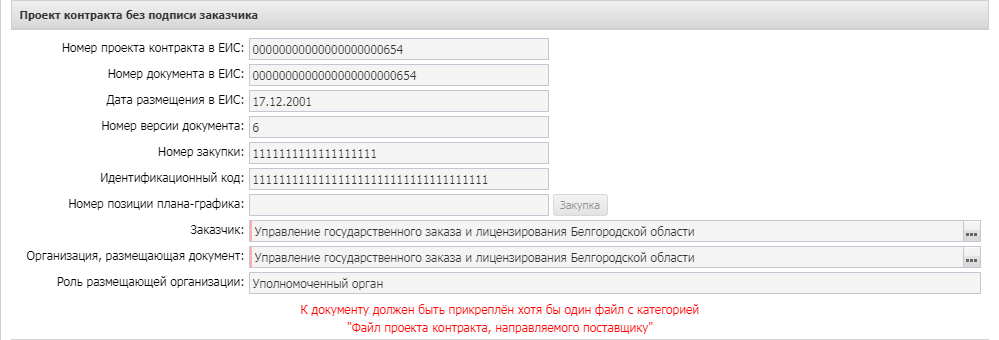 Проект контракта без подписи заказчика
Номер проекта контракта в ЕИС: 00000000000000000000654
Номер документа в ЕИС: 0000000000000000000000654
Дата размещения в ЕИС: 17.12.2001
Номер версии документа: 6
Номер закупки: 1111111111111111111
Идентификационный код: 111111111111111111111111111111111111
Номер позиции плана-графика: Закупка
Заказчик: Управление государственного заказа и лицензирования Белгородской области ...
Организация, размещающая документ: Управление государственного заказа и лицензирования Белгородской области ...
Роль размещающей организации: Уполномоченный орган
К документу должен быть прикреплён хотя бы один файл с категорией
"Файл проекта контракта, направляемого поставщику"